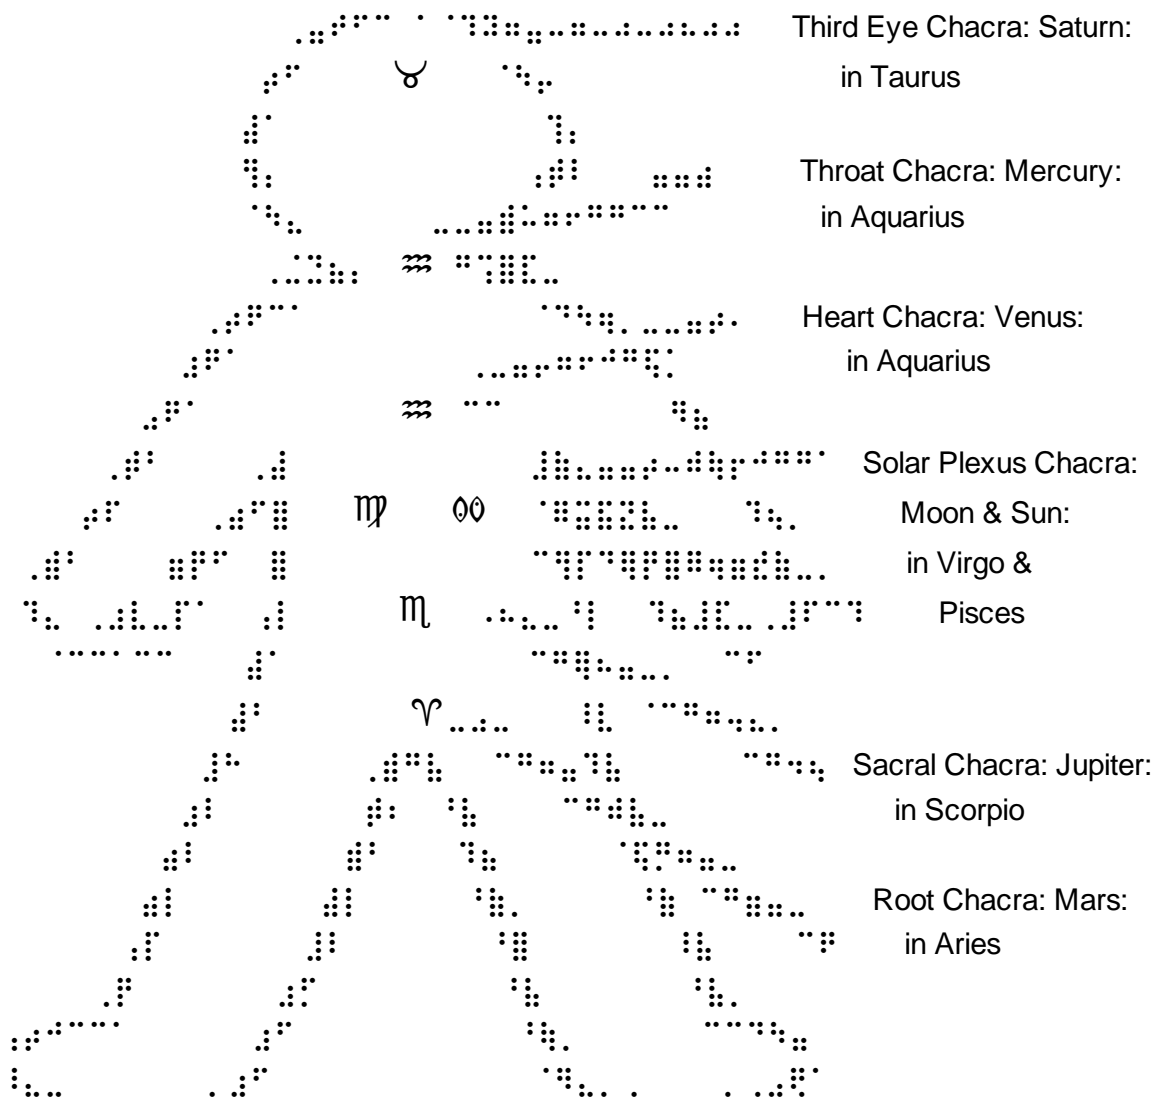 Third Eye Chacra: Saturn:
in Taurus
Throat Chacra: Mercury:
in Aquarius
Heart Chacra: Venus:
in Aquarius
Solar Plexus Chacra:
Moon & Sun:
in Virgo &
Pisces
Sacral Chacra: Jupiter:
in Scorpio
Root Chacra: Mars:
in Aries